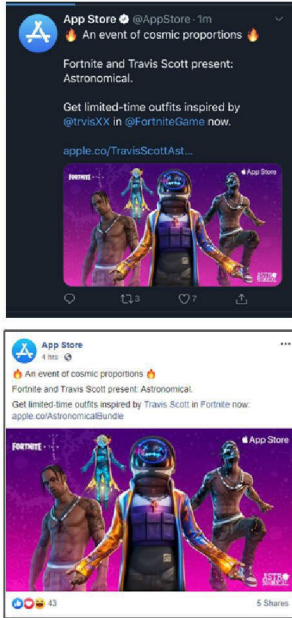 App Store @AppStore · 1m
🔥 An event of cosmic proportions 🔥
Fortnite and Travis Scott present:
Astronomical.
Get limited-time outfits inspired by
@trvisXX in @FortniteGame now.
apple.co/TravisScottAst...
FORTNITE
App Store
ASTRO
3
7
App Store
4 hrs
🔥 An event of cosmic proportions 🔥
Fortnite and Travis Scott present: Astronomical.
Get limited-time outfits inspired by Travis Scott in Fortnite now:
apple.co/AstronomicalBundle
FORTNITE
App Store
ASTRO
43
5 Shares